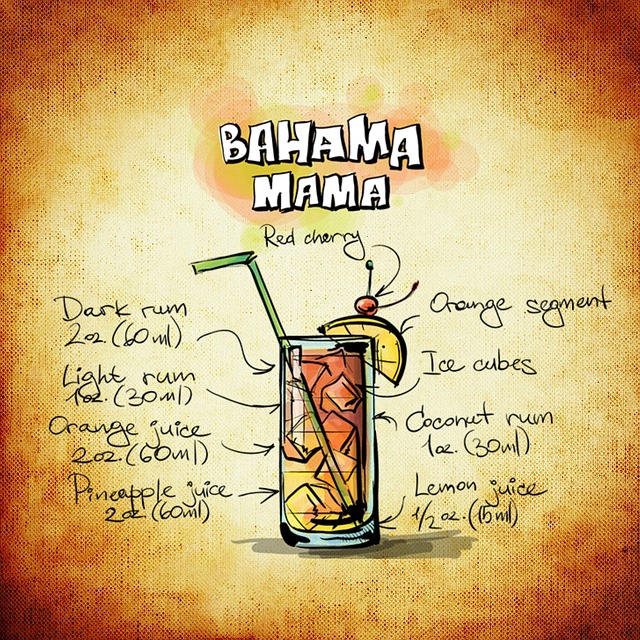 BAHAMA
MAMA
Red cherry
Dark rum
2oz. (60ml)
Light rum
1oz. (30ml)
Orange juice
2oz. (60ml)
Pineapple juice
2oz. (60ml)
Orange segment
Ice cubes
Coconut rum
1oz. (30ml)
Lemon juice
1/2 oz. (15ml)